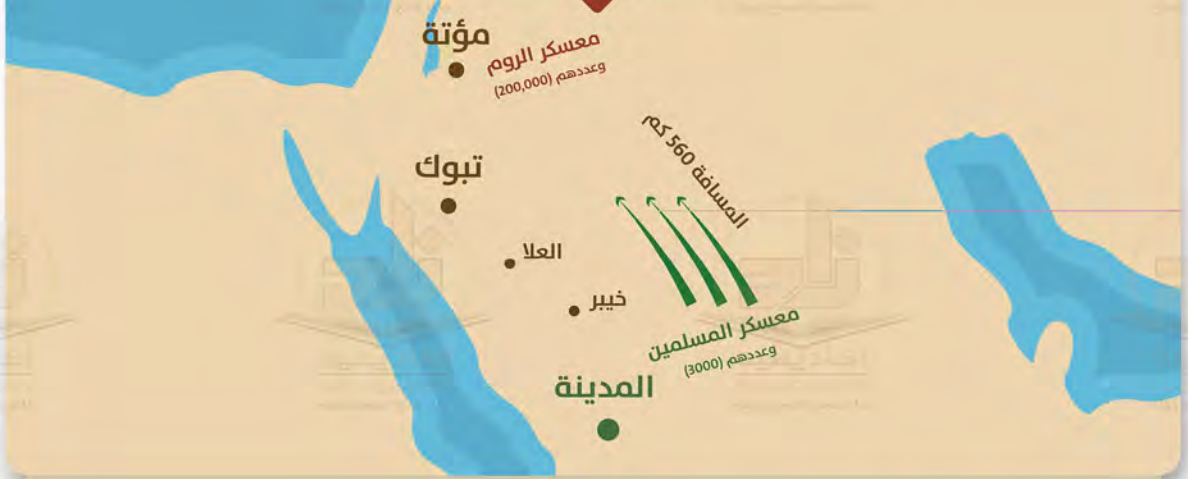 مؤتة
معسكر الروم
وعددهم (200,000)
المسافة 560 كم
تبوك
العلا
خيبر
معسكر المسلمين
وعددهم (3000)
المدينة